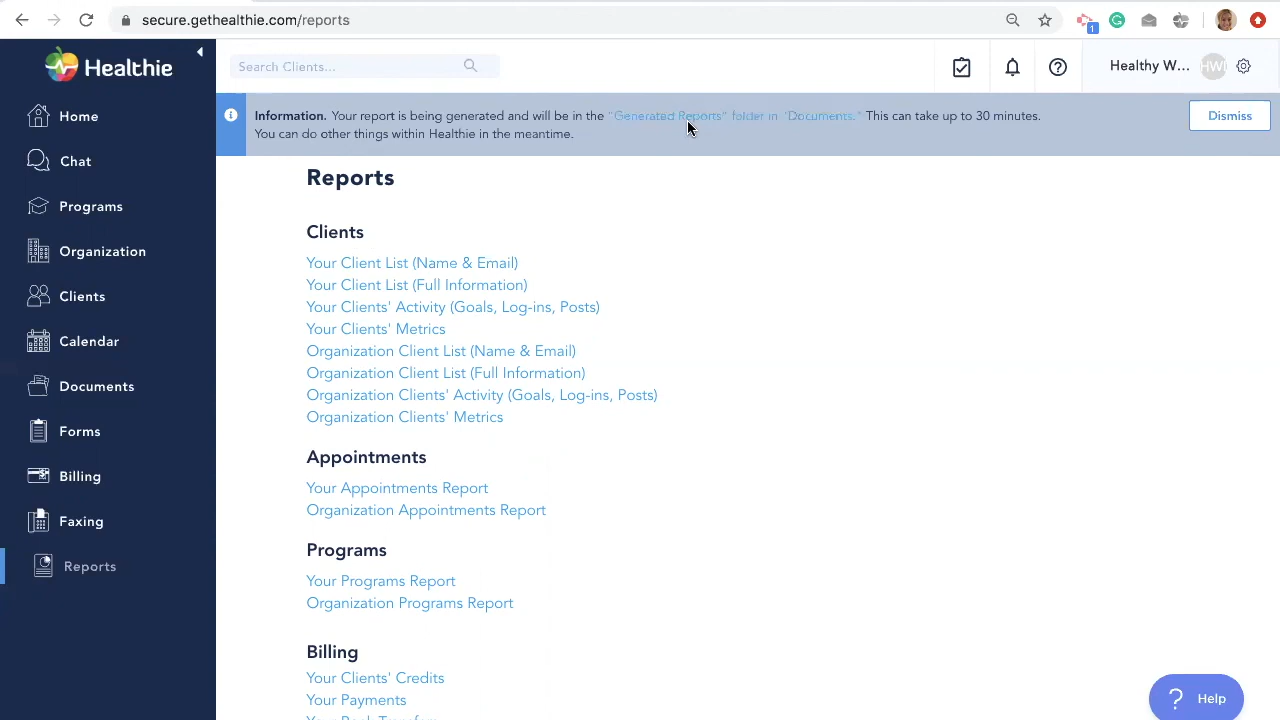 secure.gethealthie.com/reports
1
Healthie
Search Clients...
Healthy W...
HWI
Information. Your report is being generated and will be in the "Generated Reports" folder in "Documents." This can take up to 30 minutes.
You can do other things within Healthie in the meantime.
Dismiss
Home
Chat
Programs
Organization
Clients
Calendar
Documents
Forms
Billing
Faxing
Reports
Reports
Clients
Your Client List (Name & Email)
Your Client List (Full Information)
Your Clients' Activity (Goals, Log-ins, Posts)
Your Clients' Metrics
Organization Client List (Name & Email)
Organization Client List (Full Information)
Organization Clients' Activity (Goals, Log-ins, Posts)
Organization Clients' Metrics
Appointments
Your Appointments Report
Organization Appointments Report
Programs
Your Programs Report
Organization Programs Report
Billing
Your Clients' Credits
Your Payments
? Help